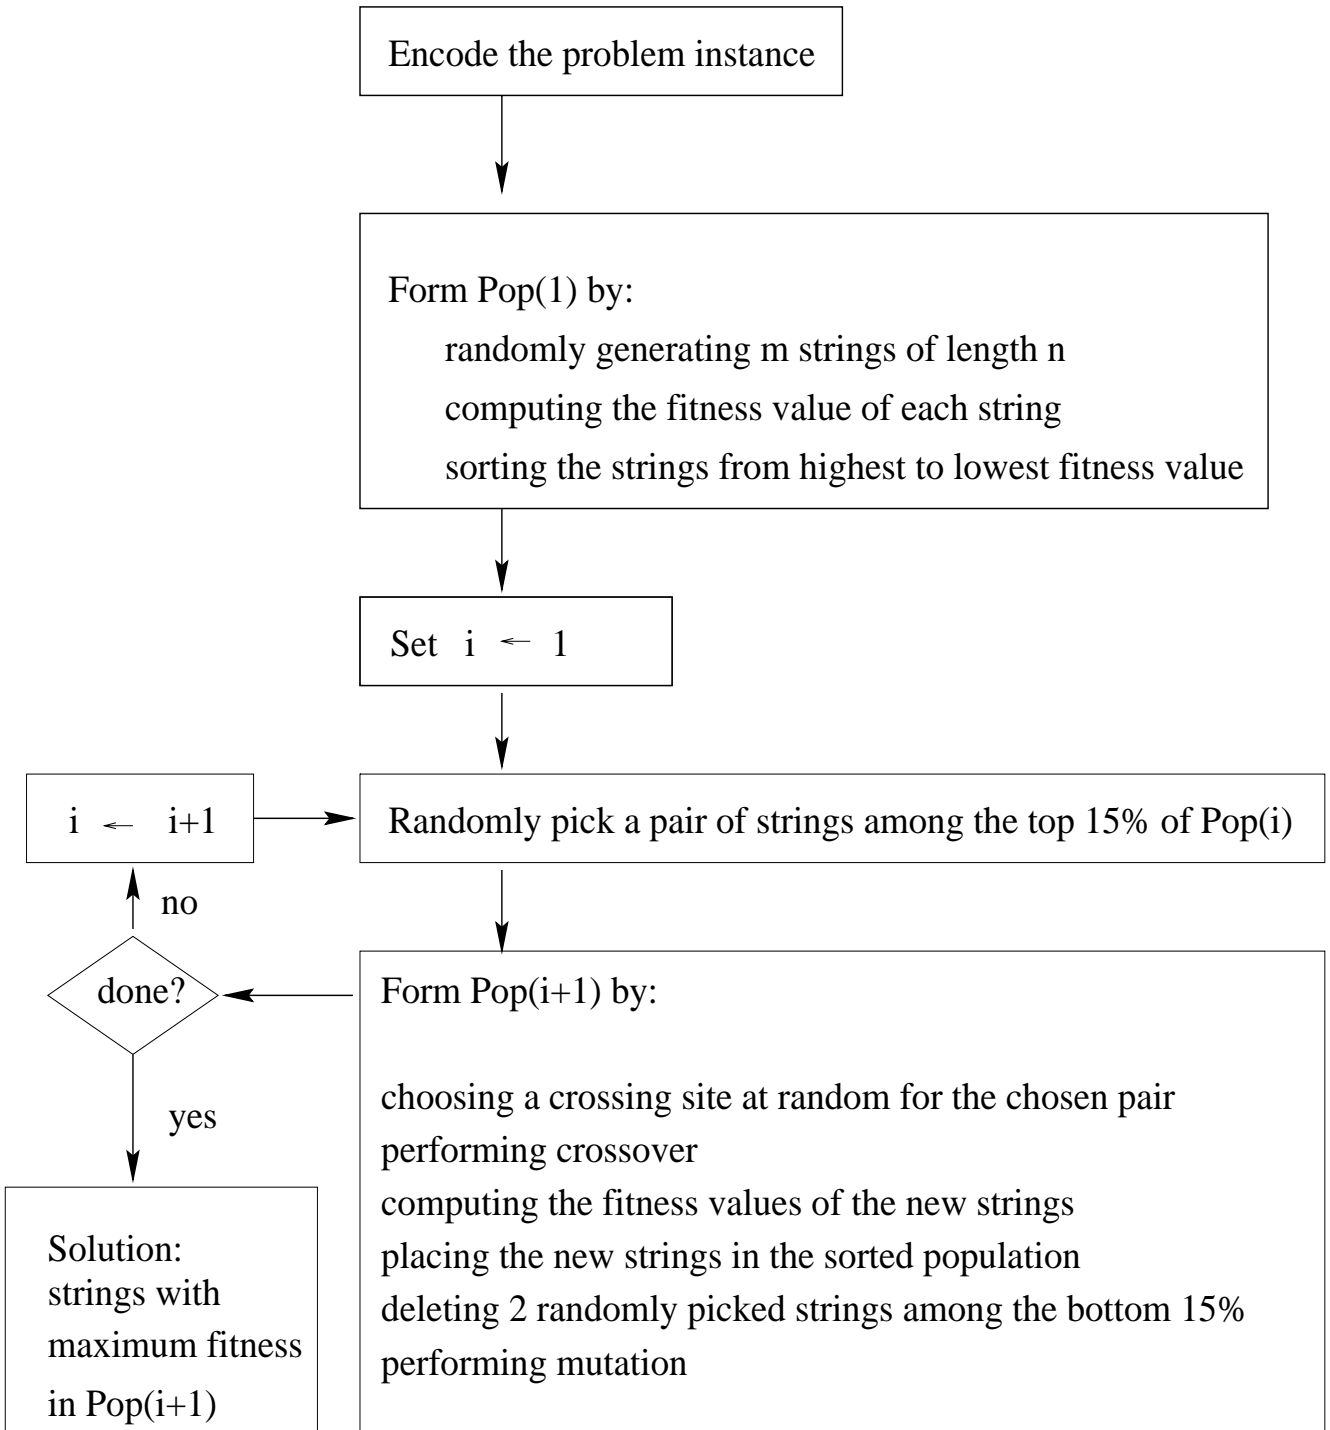 Encode the problem instance
Form Pop(1) by:
randomly generating m strings of length n
computing the fitness value of each string
sorting the strings from highest to lowest fitness value
Set i ← 1
i ← i+1
Randomly pick a pair of strings among the top 15% of Pop(i)
no
done?
Form Pop(i+1) by:
choosing a crossing site at random for the chosen pair
performing crossover
computing the fitness values of the new strings
placing the new strings in the sorted population
deleting 2 randomly picked strings among the bottom 15%
performing mutation
yes
Solution:
strings with
maximum fitness
in Pop(i+1)